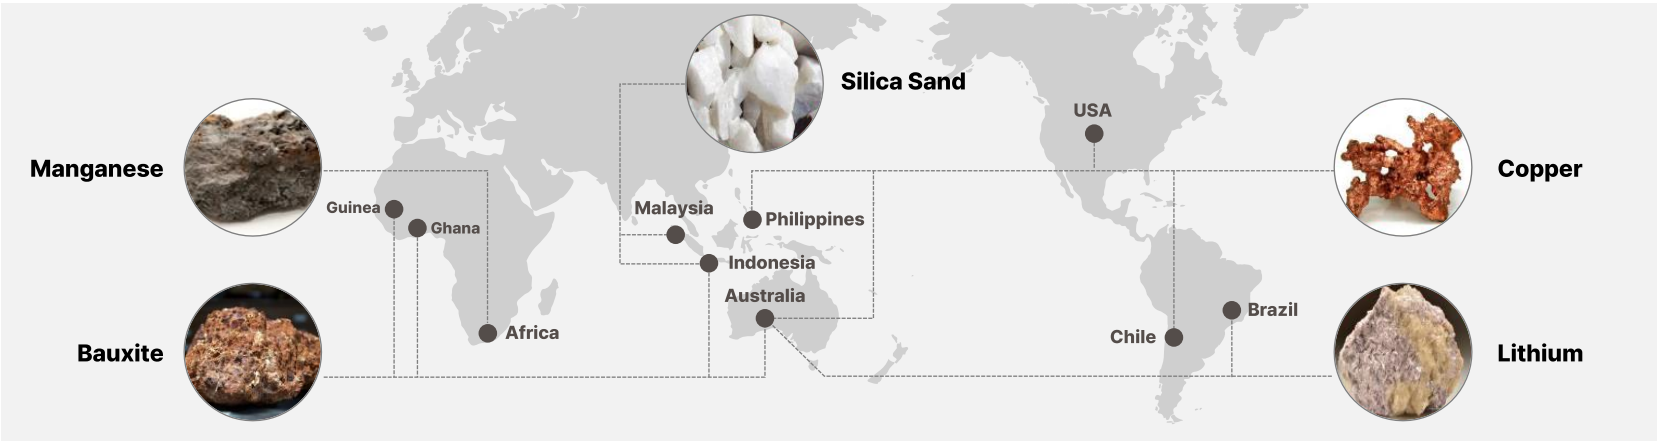 Silica Sand
USA
Manganese
Copper
Guinea
Malaysia
Ghana
Philippines
Indonesia
Australia
Brazil
Africa
Chile
Bauxite
Lithium